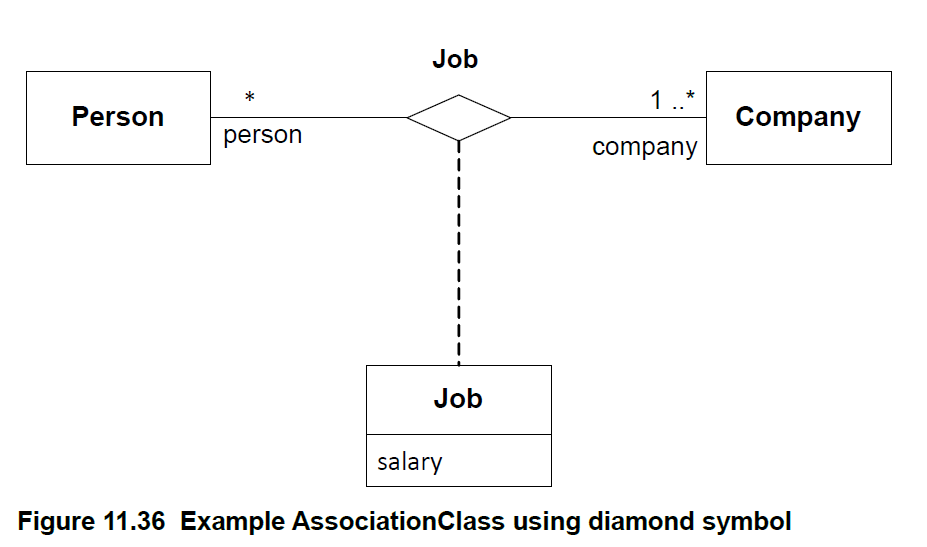 Job
Person
*
person
1 ..*
company
Company
Job
salary
Figure 11.36 Example AssociationClass using diamond symbol